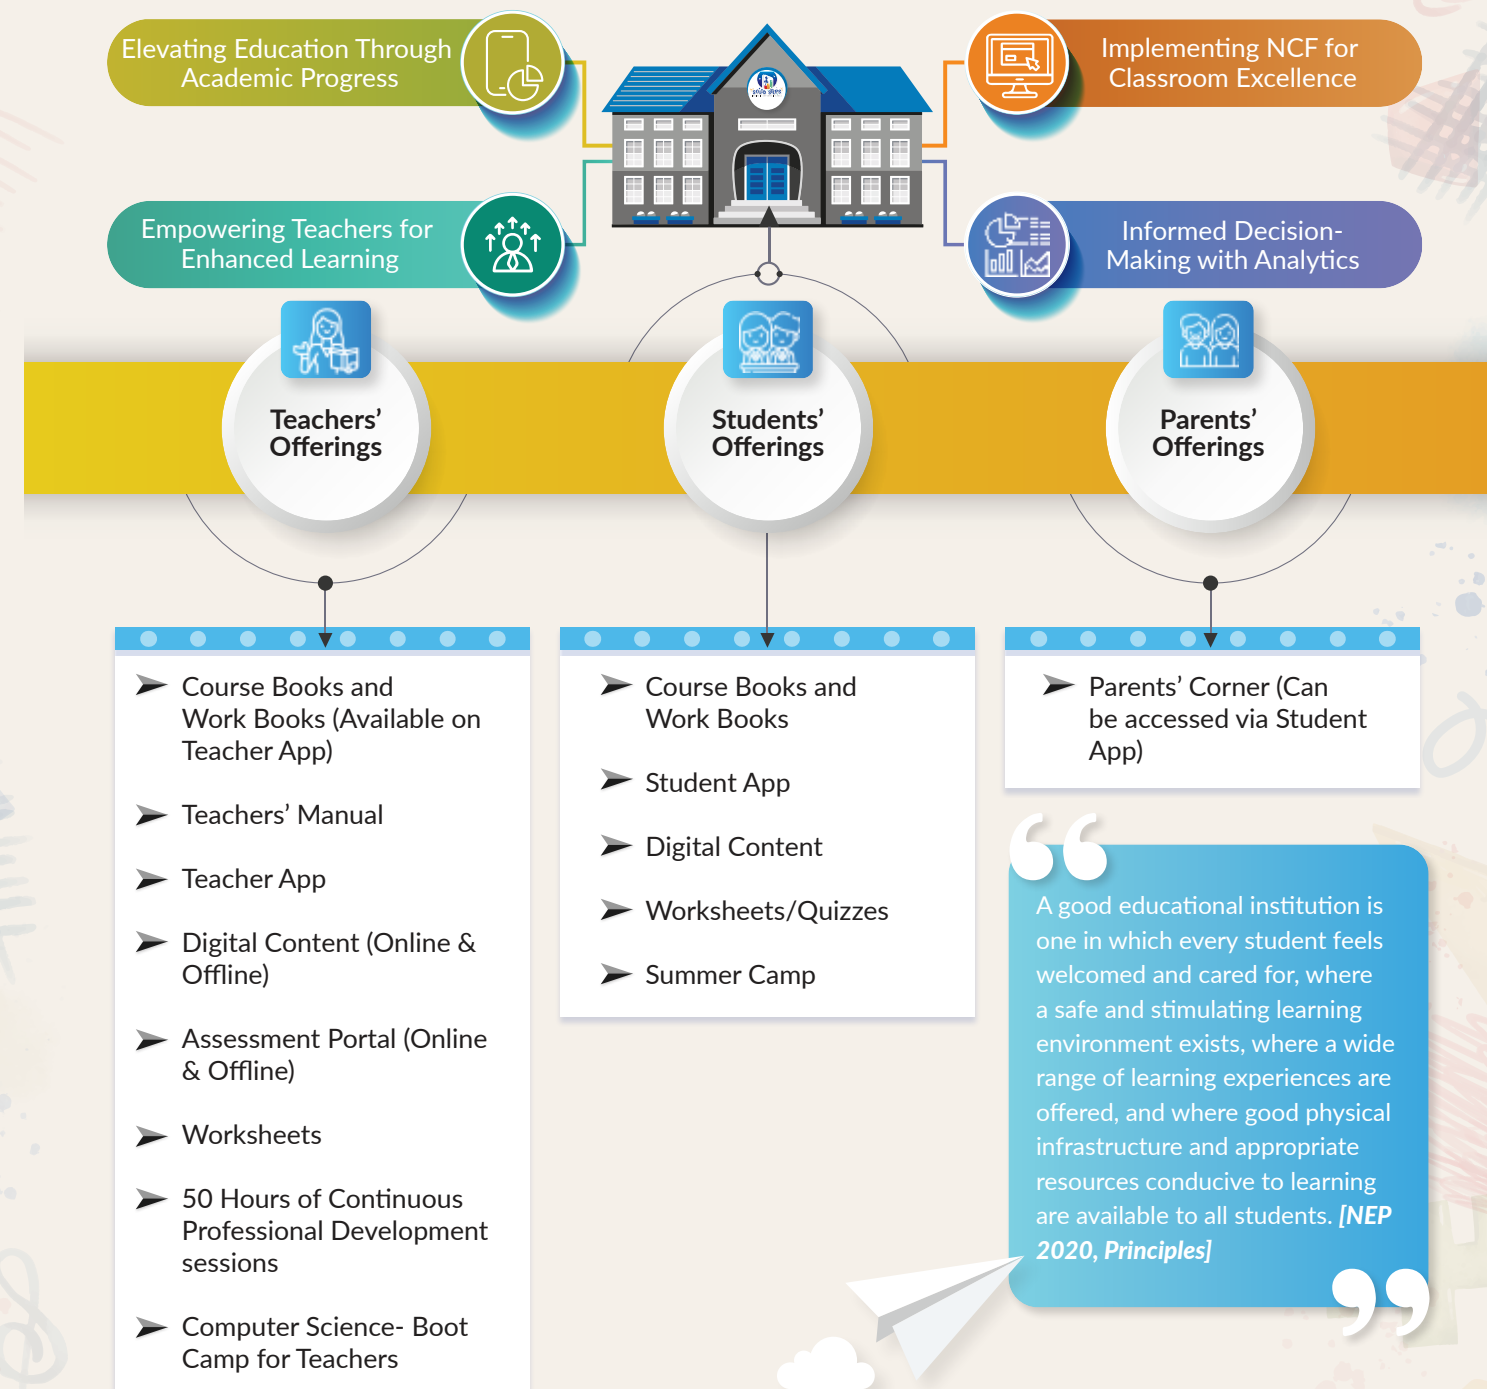 Elevating Education Through
Academic Progress
Implementing NCF for
Classroom Excellence
Empowering Teachers for
Enhanced Learning
Informed Decision-
Making with Analytics
Teachers’
Offerings
Students’
Offerings
Parents’
Offerings
Course Books and
Work Books (Available on
Teacher App)
Teachers’ Manual
Teacher App
Digital Content (Online &
Offline)
Assessment Portal (Online
& Offline)
Worksheets
50 Hours of Continuous
Professional Development
sessions
Computer Science- Boot
Camp for Teachers
Course Books and
Work Books
Student App
Digital Content
Worksheets/Quizzes
Summer Camp
Parents’ Corner (Can
be accessed via Student
App)
A good educational institution is
one in which every student feels
welcomed and cared for, where
a safe and stimulating learning
environment exists, where a wide
range of learning experiences are
offered, and where good physical
infrastructure and appropriate
resources conducive to learning
are available to all students. [NEP
2020, Principles]